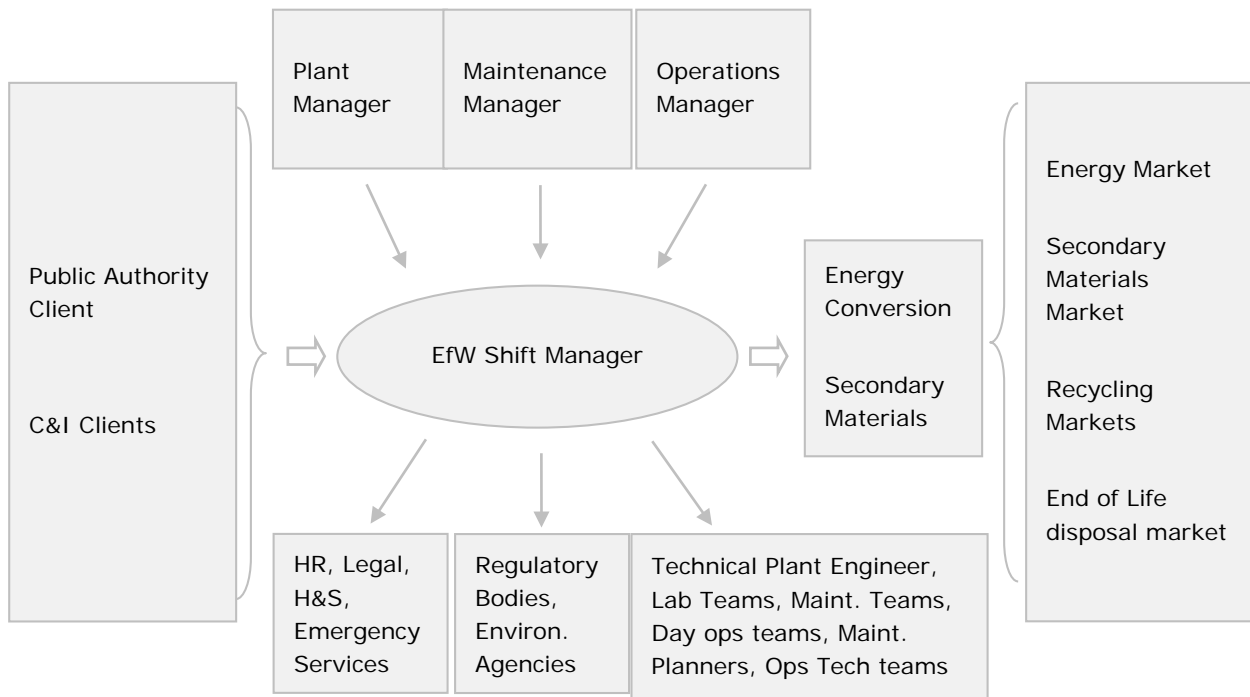 Plant
Manager
Maintenance
Manager
Operations
Manager
Public Authority
Client
C&I Clients
EfW Shift Manager
Energy
Conversion
Secondary
Materials
Energy Market
Secondary
Materials
Market
Recycling
Markets
End of Life
disposal market
HR, Legal,
H&S,
Emergency
Services
Regulatory
Bodies,
Environ.
Agencies
Technical Plant Engineer,
Lab Teams, Maint. Teams,
Day ops teams, Maint.
Planners, Ops Tech teams